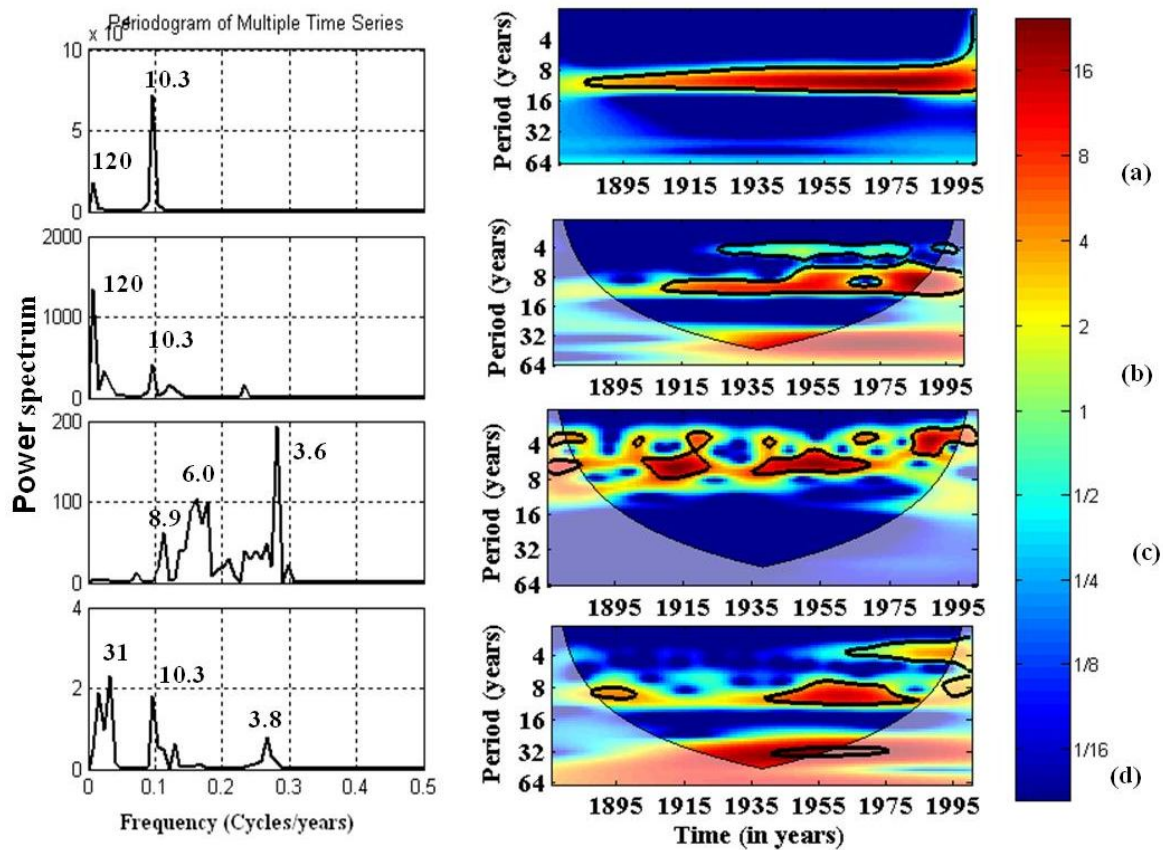 Periodogram of Multiple Time Series
x 10
10
5
0
10.3
120
2000
1000
0
120
10.3
200
100
0
8.9
6.0
3.6
4
2
0
31
10.3
3.8
0 0.1 0.2 0.3 0.4 0.5
Frequency (Cycles/years)
Power spectrum
Period (years)
4
8
16
32
64
1895 1915 1935 1955 1975 1995
Period (years)
4
8
16
32
64
1895 1915 1935 1955 1975 1995
Period (years)
4
8
16
32
64
1895 1915 1935 1955 1975 1995
Period (years)
4
8
16
32
64
1895 1915 1935 1955 1975 1995
Time (in years)
16
8
4
2
1
1/2
1/4
1/8
1/16
(a)
(b)
(c)
(d)